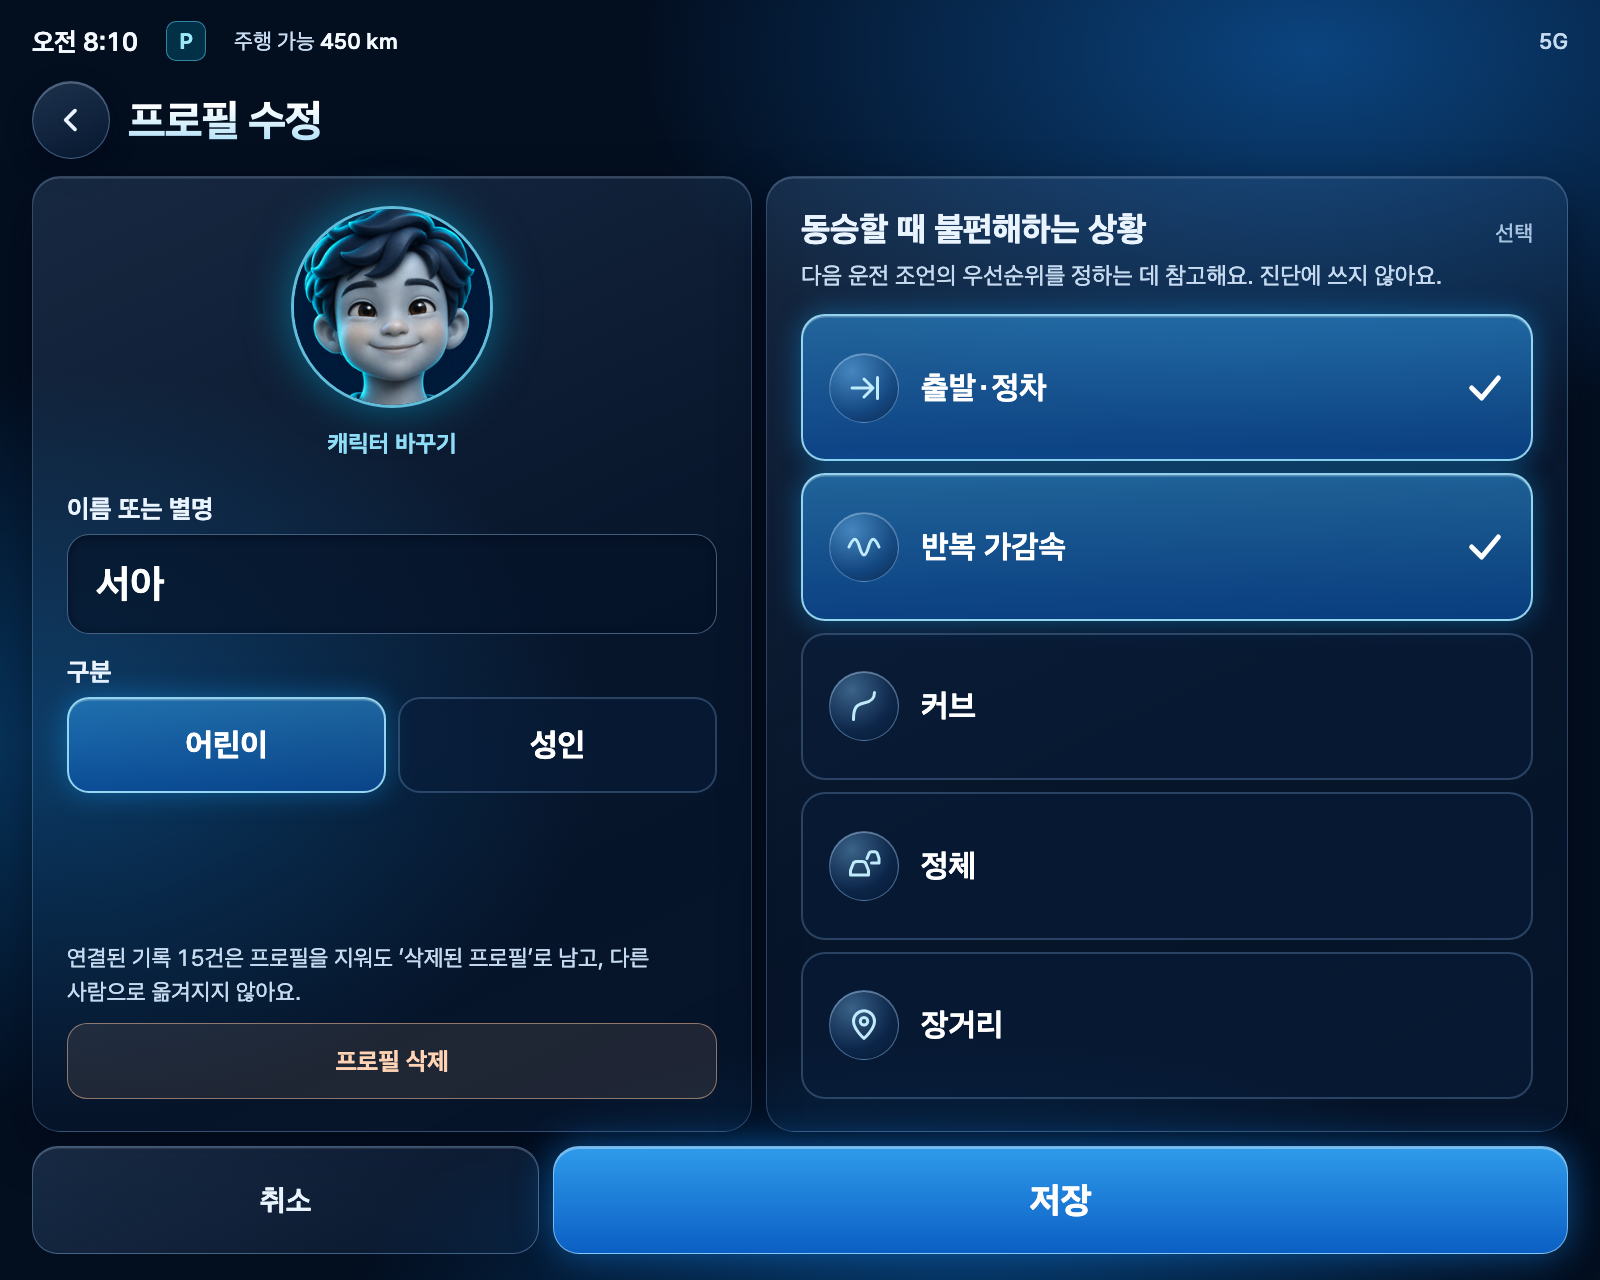 오전 8:10 P 주행 가능 450 km 5G
프로필 수정
캐릭터 바꾸기
이름 또는 별명
서아
구분
어린이 성인
연결된 기록 15건은 프로필을 지워도 '삭제된 프로필'로 남고, 다른
사람으로 옮겨지지 않아요.
프로필 삭제
동승할 때 불편해하는 상황 선택
다음 운전 조언의 우선순위를 정하는 데 참고해요. 진단에 쓰지 않아요.
출발·정차
반복 가감속
커브
정체
장거리
취소 저장